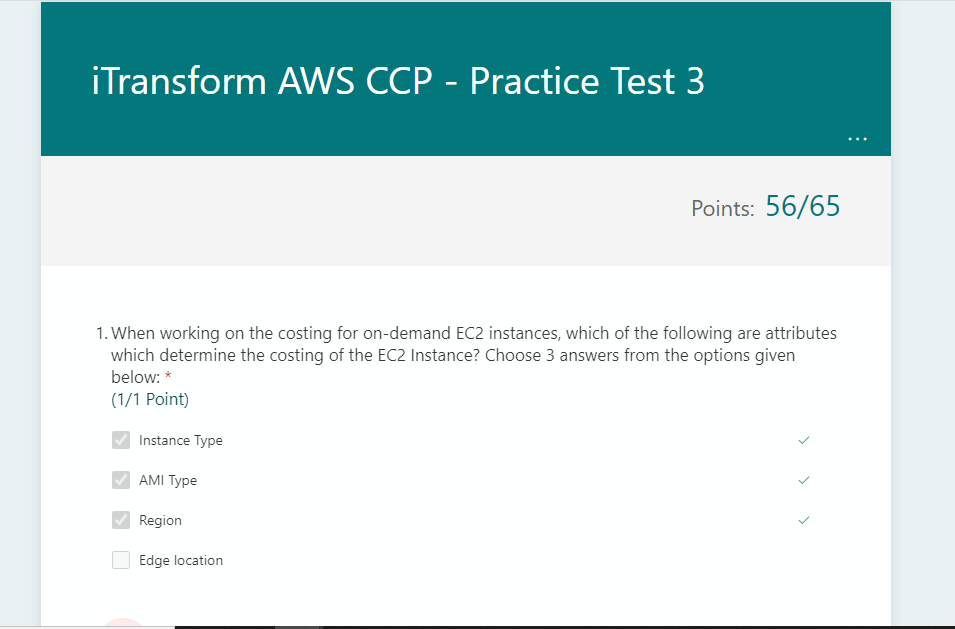 iTransform AWS CCP - Practice Test 3
...
Points: 56/65
1. When working on the costing for on-demand EC2 instances, which of the following are attributes
which determine the costing of the EC2 Instance? Choose 3 answers from the options given
below: *
(1/1 Point)
Instance Type
AMI Type
Region
Edge location